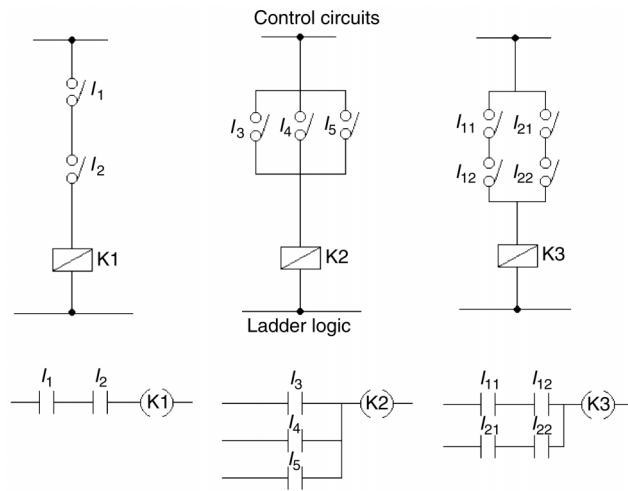 Control circuits
I1
I2
K1
I3 I4 I5
K2
I11 I21
I12 I22
K3
Ladder logic
I1 I2
K1
I3
K2
I4
I5
I11 I12
K3
I21 I22